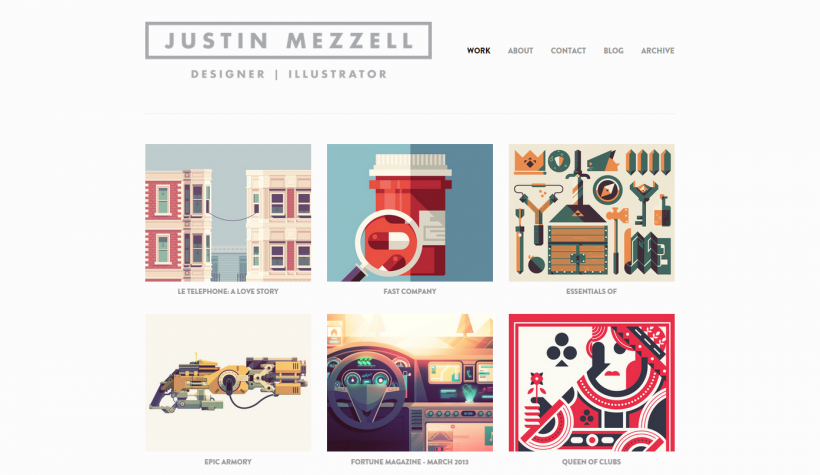 JUSTIN MEZZELL
DESIGNER | ILLUSTRATOR
WORK ABOUT CONTACT BLOG ARCHIVE
LE TELEPHONE: A LOVE STORY
FAST COMPANY
ESSENTIALS OF
EPIC ARMORY
FORTUNE MAGAZINE - MARCH 2013
QUEEN OF CLUBS